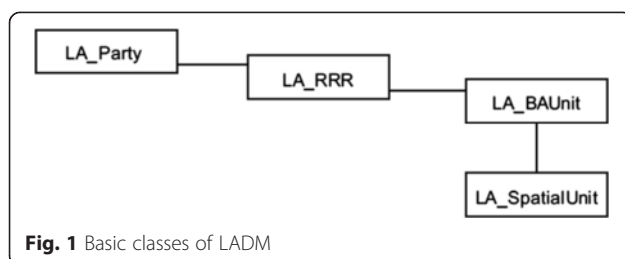 LA_Party
LA_RRR
LA_BAUnit
LA_SpatialUnit
Fig. 1 Basic classes of LADM